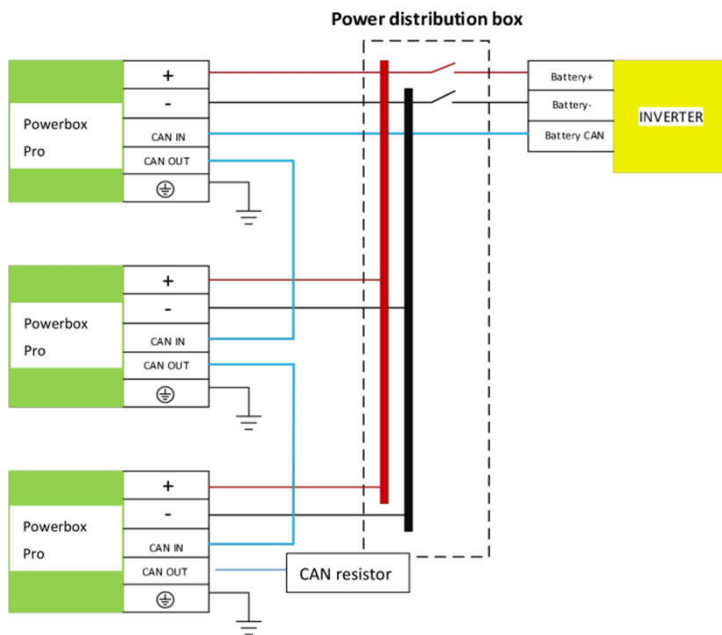 Power distribution box
Powerbox
Pro
+
-
CAN IN
CAN OUT
Battery+
Battery-
Battery CAN
INVERTER
Powerbox
Pro
+
-
CAN IN
CAN OUT
Powerbox
Pro
+
-
CAN IN
CAN OUT
CAN resistor